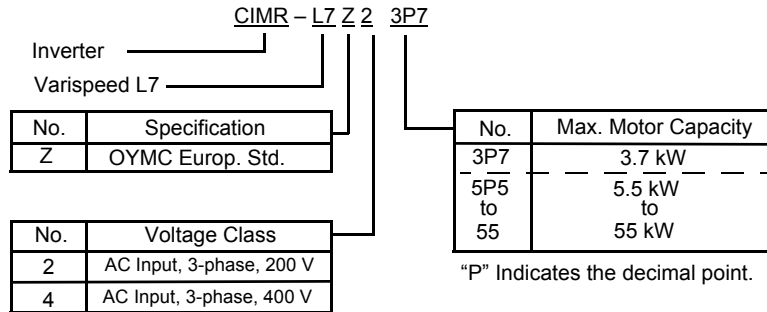 CIMR – L7 Z 2 3P7
Inverter
Varispeed L7
No. Specification
Z OYMC Europ. Std.
No. Voltage Class
2 AC Input, 3-phase, 200 V
4 AC Input, 3-phase, 400 V
No. Max. Motor Capacity
3P7 3.7 kW
5P5 5.5 kW
to to
55 55 kW
“P” Indicates the decimal point.